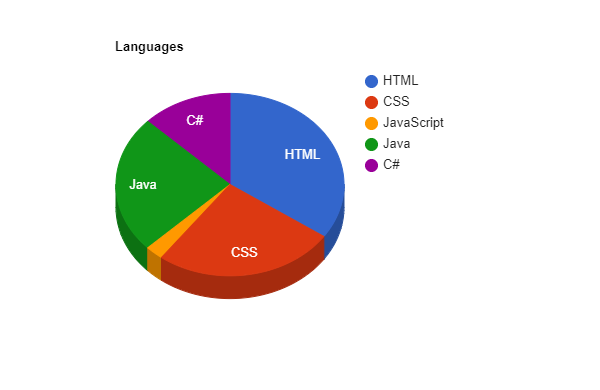 Languages
HTML
CSS
JavaScript
Java
C#
C#
HTML
Java
CSS